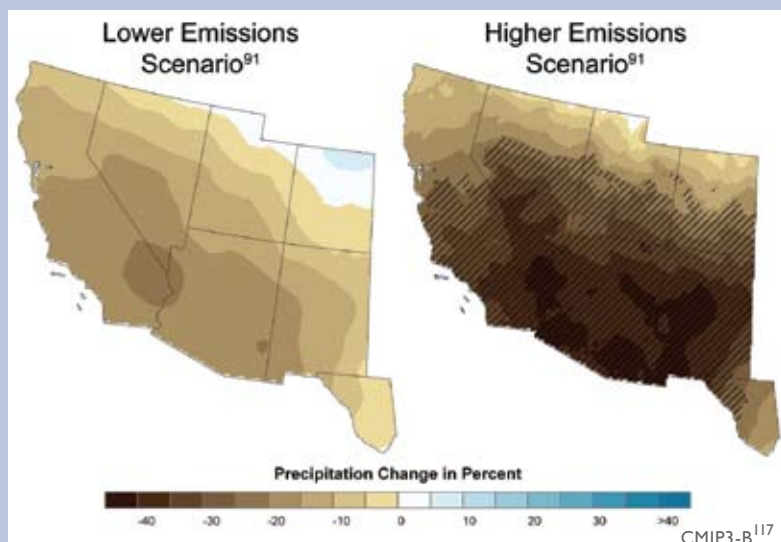 Lower Emissions
Scenario91
Higher Emissions
Scenario91
Precipitation Change in Percent
-40 -30 -20 -10 0 10 20 30 >40
CMIP3-B117